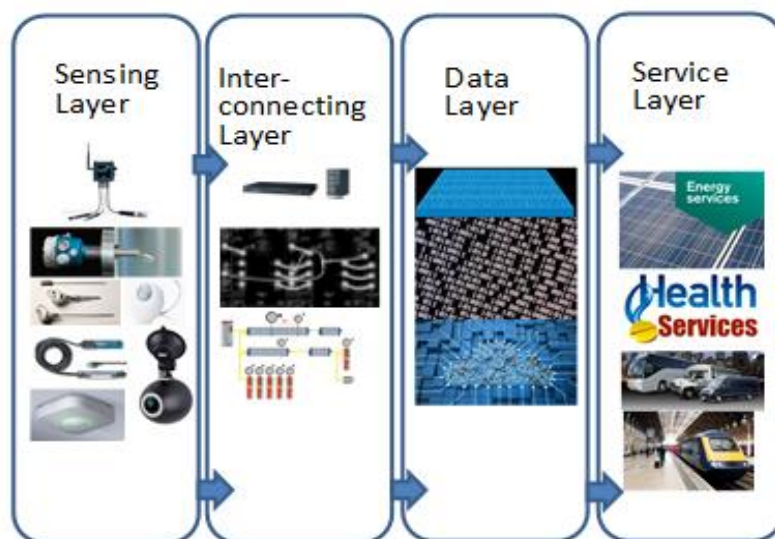 Sensing
Layer
Inter-
connecting
Layer
Data
Layer
Service
Layer
Energy
services
Health
Services